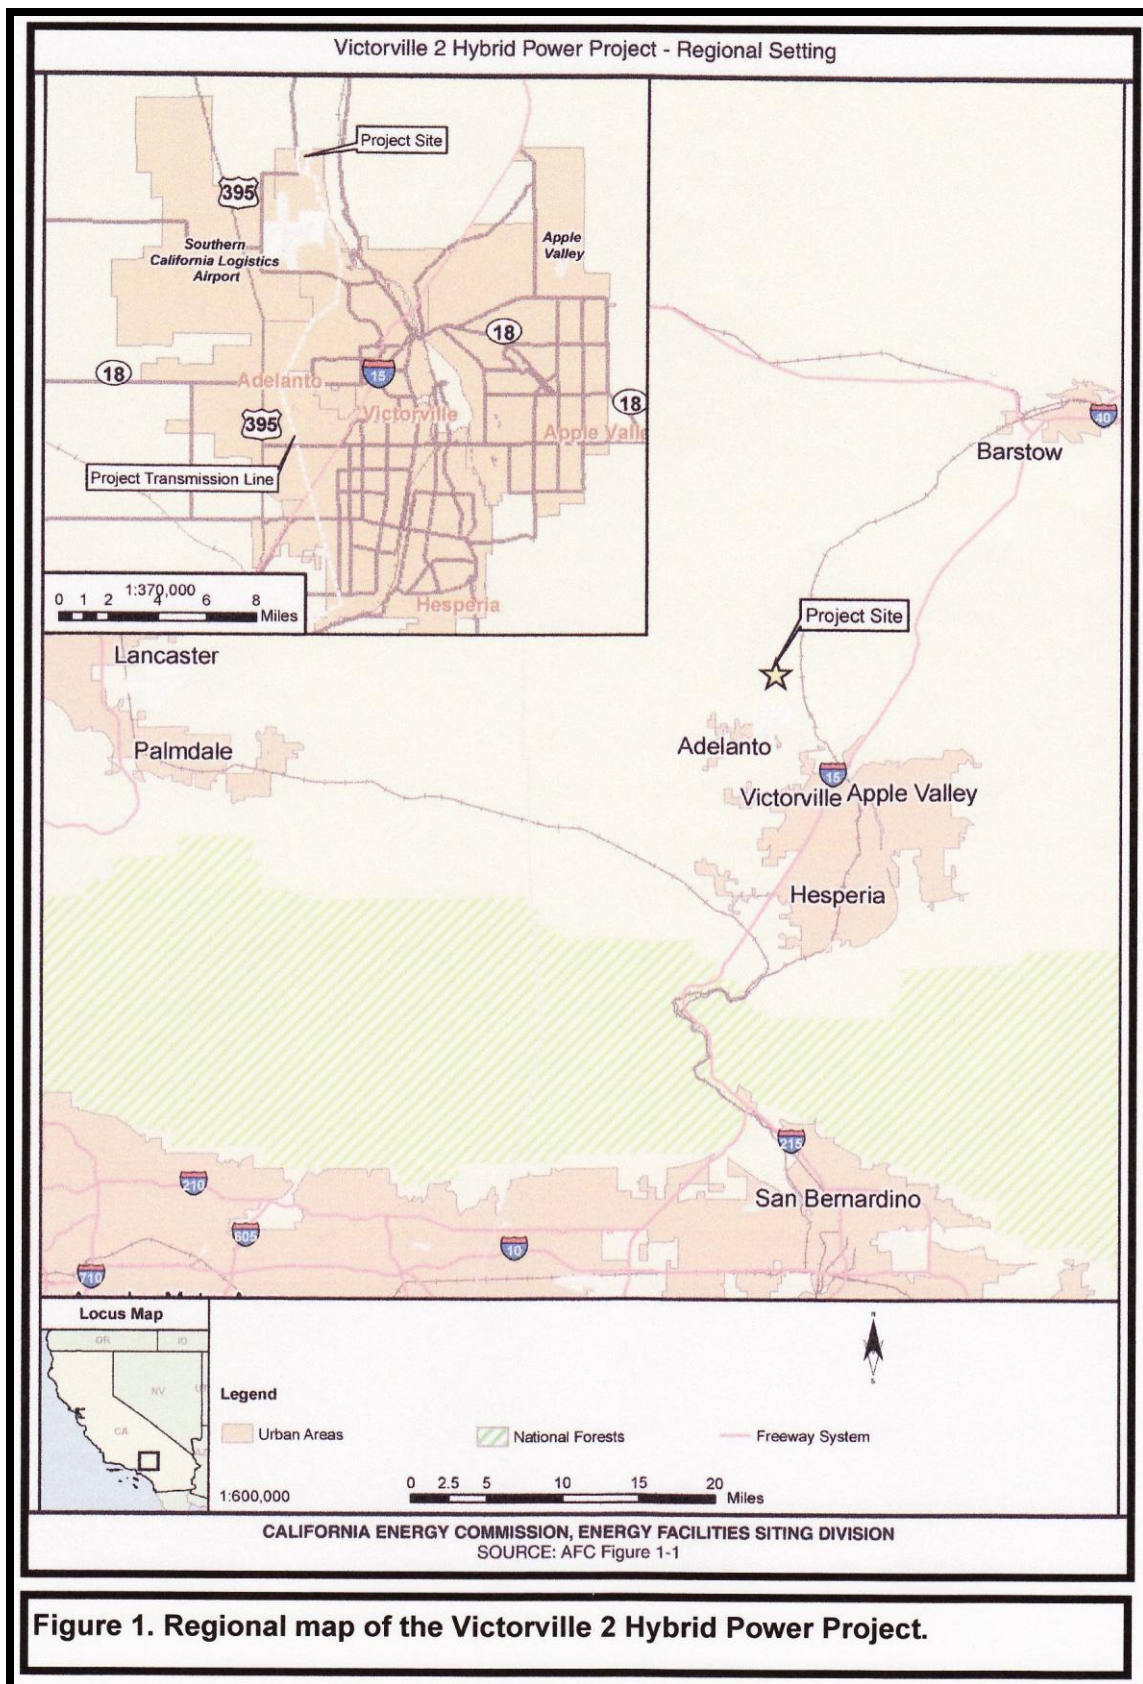 Victorville 2 Hybrid Power Project - Regional Setting
Project Site
395
Southern
California Logistics
Airport
Apple
Valley
18
18
15
Adelanto
18
Victorville
395
Apple Valle
Project Transmission Line
1:370,000
0 1 2 4 6 8
Miles
Hesperia
40
Barstow
Project Site
Lancaster
Palmdale
Adelanto
15
Victorville
Apple Valley
Hesperia
215
210
San Bernardino
605
10
710
Locus Map
OR
ID
NV
UT
CA
AZ
N
S
Legend
Urban Areas
National Forests
Freeway System
1:600,000
0 2.5 5 10 15 20
Miles
CALIFORNIA ENERGY COMMISSION, ENERGY FACILITIES SITING DIVISION
SOURCE: AFC Figure 1-1
Figure 1. Regional map of the Victorville 2 Hybrid Power Project.